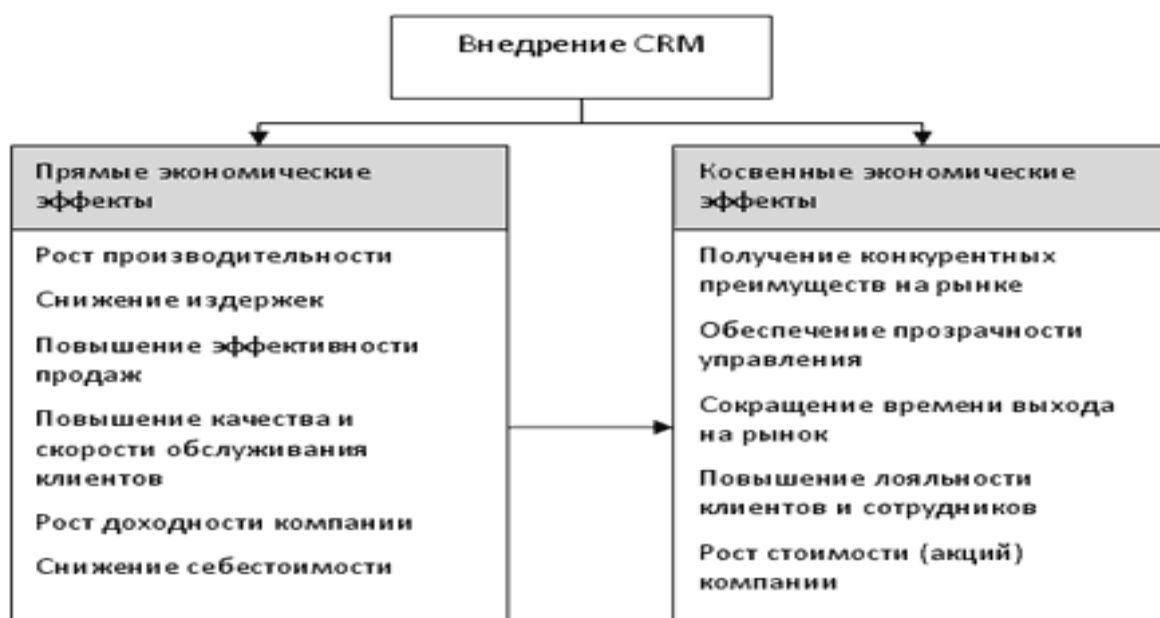 Внедрение CRM
Прямые экономические
эффекты
Рост производительности
Снижение издержек
Повышение эффективности
продаж
Повышение качества и
скорости обслуживания
клиентов
Рост доходности компании
Снижение себестоимости
Косвенные экономические
эффекты
Получение конкурентных
преимуществ на рынке
Обеспечение прозрачности
управления
Сокращение времени выхода
на рынок
Повышение лояльности
клиентов и сотрудников
Рост стоимости (акций)
компании